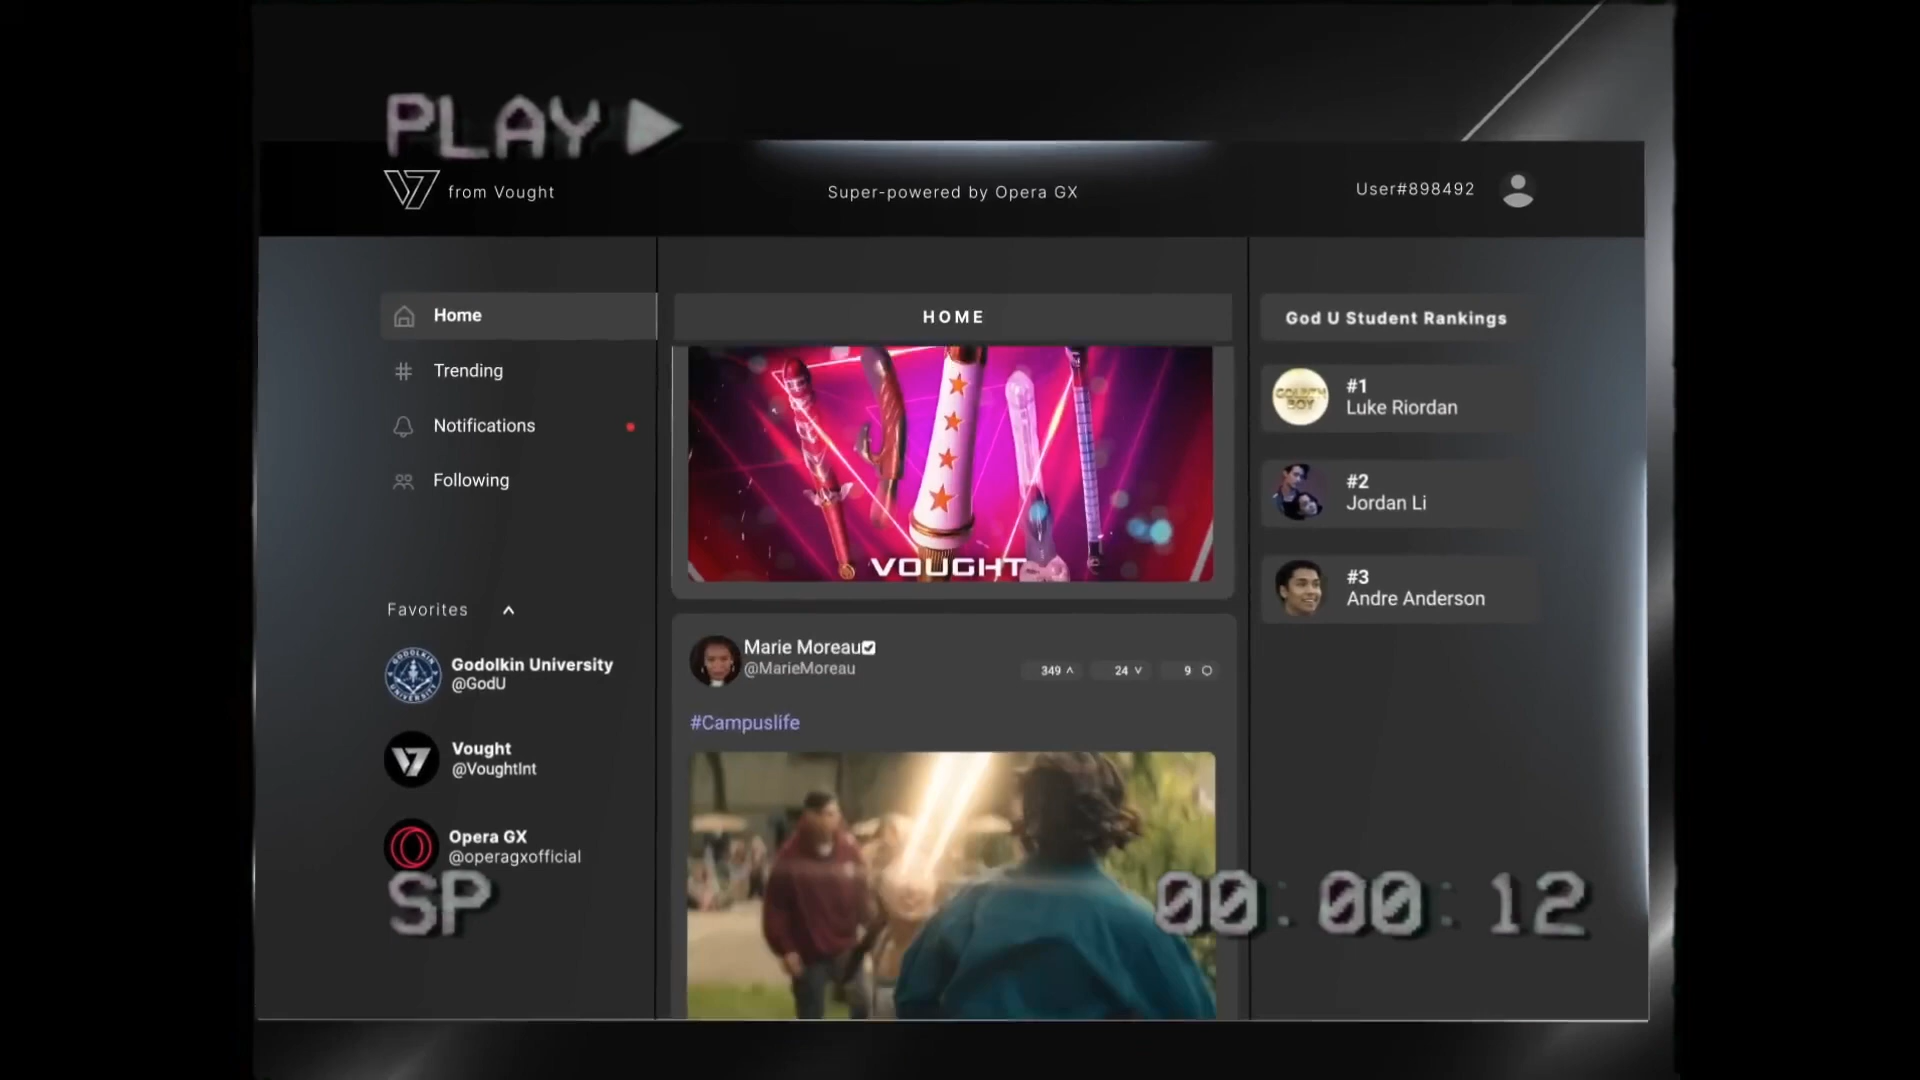 PLAY
from Vought
Super-powered by Opera GX
User#898492
Home
Trending
Notifications
Following
Favorites
Godolkin University
@GodU
Vought
@VoughtInt
Opera GX
@operagxofficial
HOME
VOUGHT
Marie Moreau
@MarieMoreau
349
24
9
#Campuslife
God U Student Rankings
GOLDEN BOY
#1
Luke Riordan
#2
Jordan Li
#3
Andre Anderson
SP
00:00:12